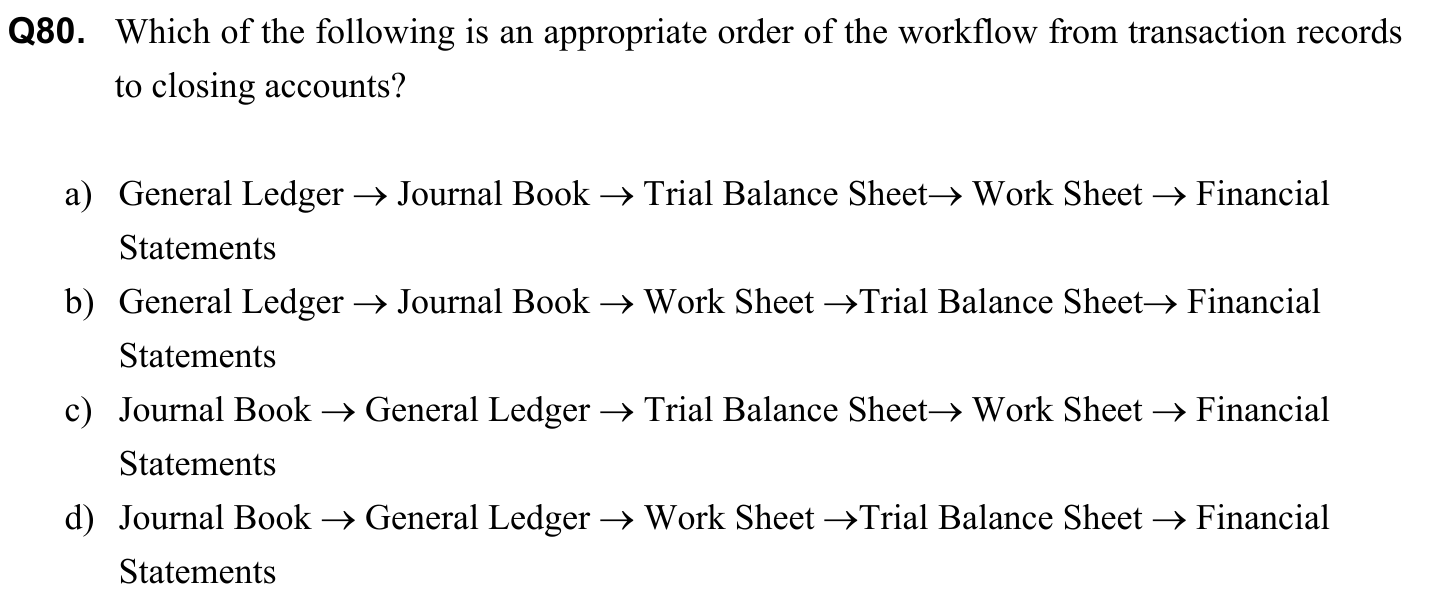 Q80. Which of the following is an appropriate order of the workflow from transaction records
to closing accounts?
a) General Ledger → Journal Book → Trial Balance Sheet→ Work Sheet → Financial
Statements
b) General Ledger → Journal Book → Work Sheet →Trial Balance Sheet→ Financial
Statements
c) Journal Book → General Ledger → Trial Balance Sheet→ Work Sheet → Financial
Statements
d) Journal Book → General Ledger → Work Sheet →Trial Balance Sheet → Financial
Statements